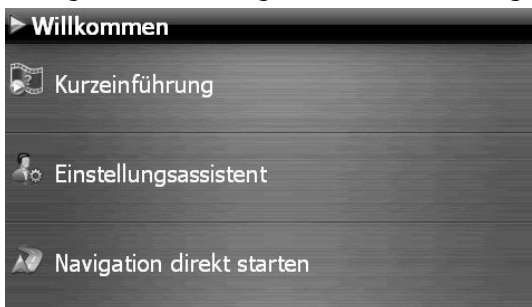 Willkommen
Kurzeinführung
Einstellungsassistent
Navigation direkt starten